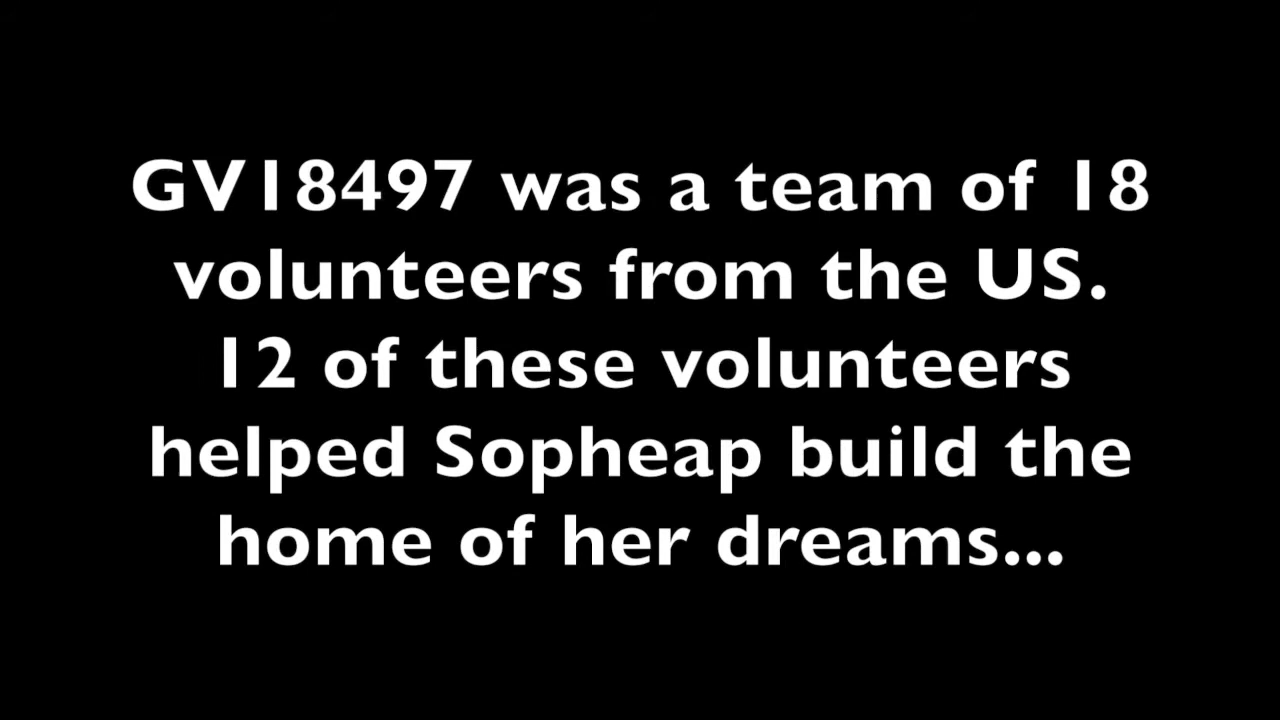 GV18497 was a team of 18
volunteers from the US.
12 of these volunteers
helped Sopheap build the
home of her dreams...